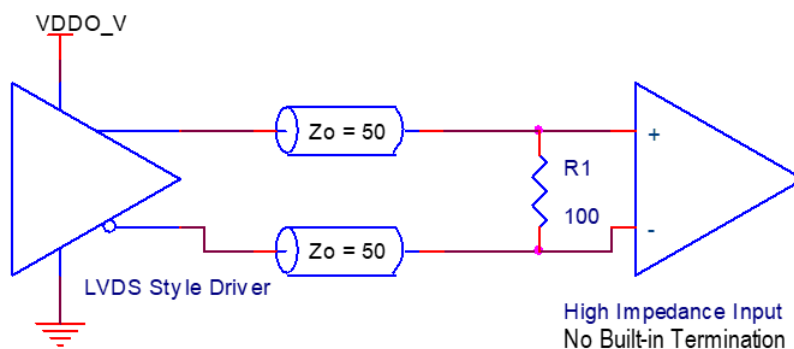 VDDO_V
Zo = 50
+
R1
100
-
Zo = 50
LVDS Style Driver
High Impedance Input
No Built-in Termination